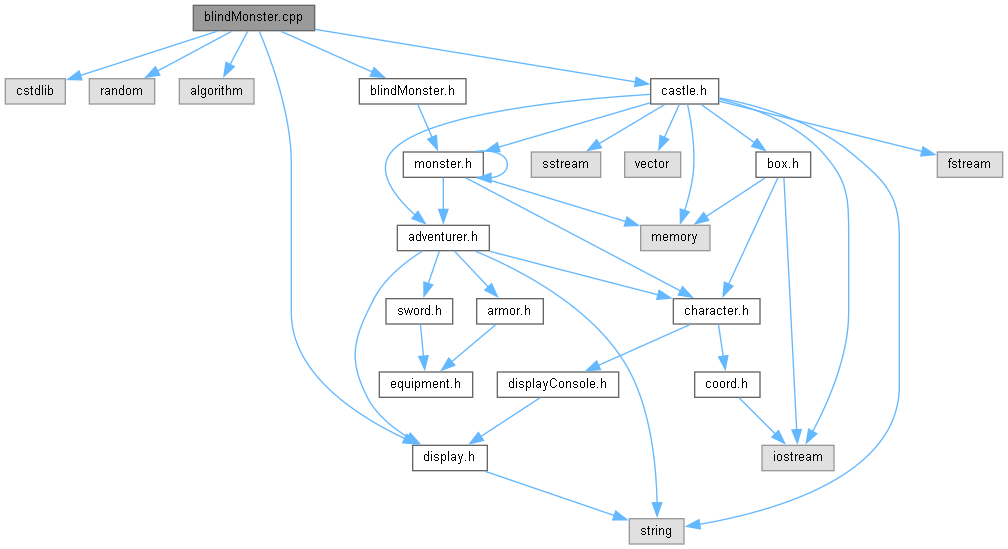 blindMonster.cpp
cstdlib
random
algorithm
blindMonster.h
castle.h
monster.h
sstream
vector
box.h
fstream
adventurer.h
memory
sword.h
armor.h
character.h
equipment.h
displayConsole.h
coord.h
display.h
iostream
string